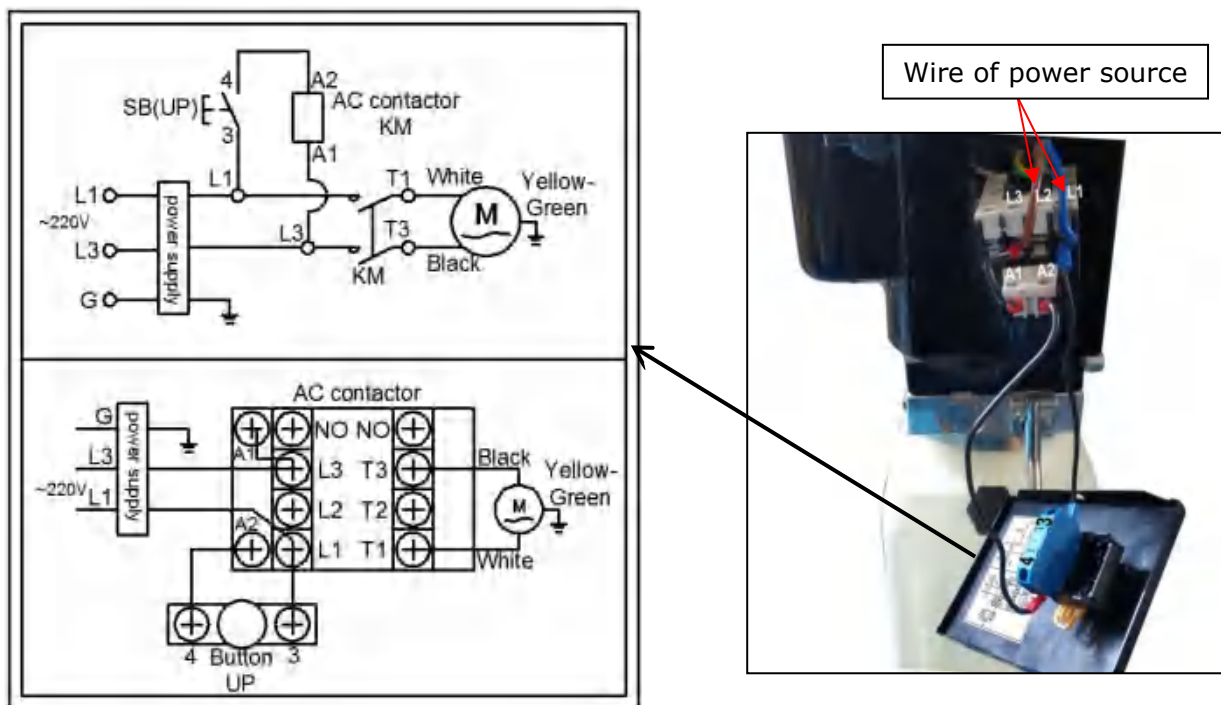 4
A2
SB(UP)
AC contactor
KM
3
A1
L1
T1
White
Yellow-
Green
L1
~220V
power supply
M
L3
T3
L3
KM
Black
G
AC contactor
G
power supply
NO NO
A1
L3
L3 T3
Black
Yellow-
Green
~220V
L1
L2 T2
M
A2
L1 T1
White
4
Button
3
UP
Wire of power source
L3 L2 L1
A1 A2
3
4